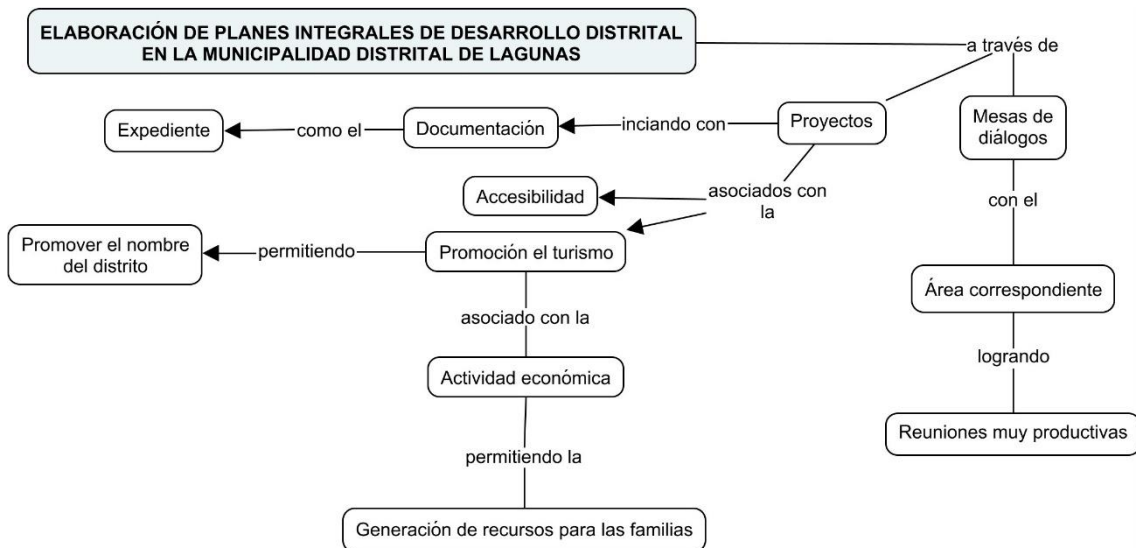 ELABORACIÓN DE PLANES INTEGRALES DE DESARROLLO DISTRITAL
EN LA MUNICIPALIDAD DISTRITAL DE LAGUNAS
a través de
Expediente
como el
Documentación
inciando con
Proyectos
Mesas de
diálogos
Accesibilidad
asociados con
la
con el
Promover el nombre
del distrito
permitiendo
Promoción el turismo
Área correspondiente
asociado con la
logrando
Actividad económica
Reuniones muy productivas
permitiendo la
Generación de recursos para las familias